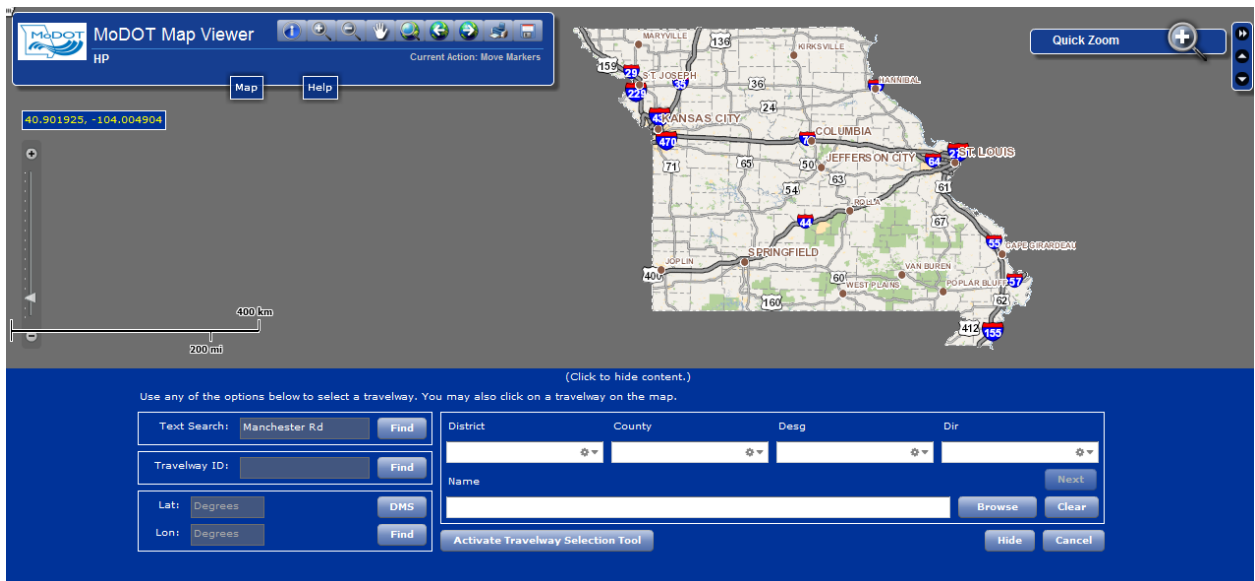 MoDOT
MoDOT Map Viewer
HP
Current Action: Move Markers
Map
Help
40.901925, -104.004904
Quick Zoom
MARYVILLE
136
KIRKSVILLE
159
29
ST. JOSEPH
35
36
HANNIBAL
229
24
KANSAS CITY
COLUMBIA
470
70
ST. LOUIS
JEFFERSON CITY
64
71
65
50
63
54
61
ROLLA
44
67
55
CAPE GIRARDEAU
SPRINGFIELD
JOPLIN
VAN BUREN
400
60
WEST PLAINS
POPLAR BLUFF
57
160
62
412
155
400 km
200 mi
(Click to hide content.)
Use any of the options below to select a travelway. You may also click on a travelway on the map.
Text Search: Manchester Rd Find
Travelway ID: Find
Lat: Degrees DMS
Lon: Degrees Find
District County Desg Dir
Name Next
Browse Clear
Activate Travelway Selection Tool Hide Cancel